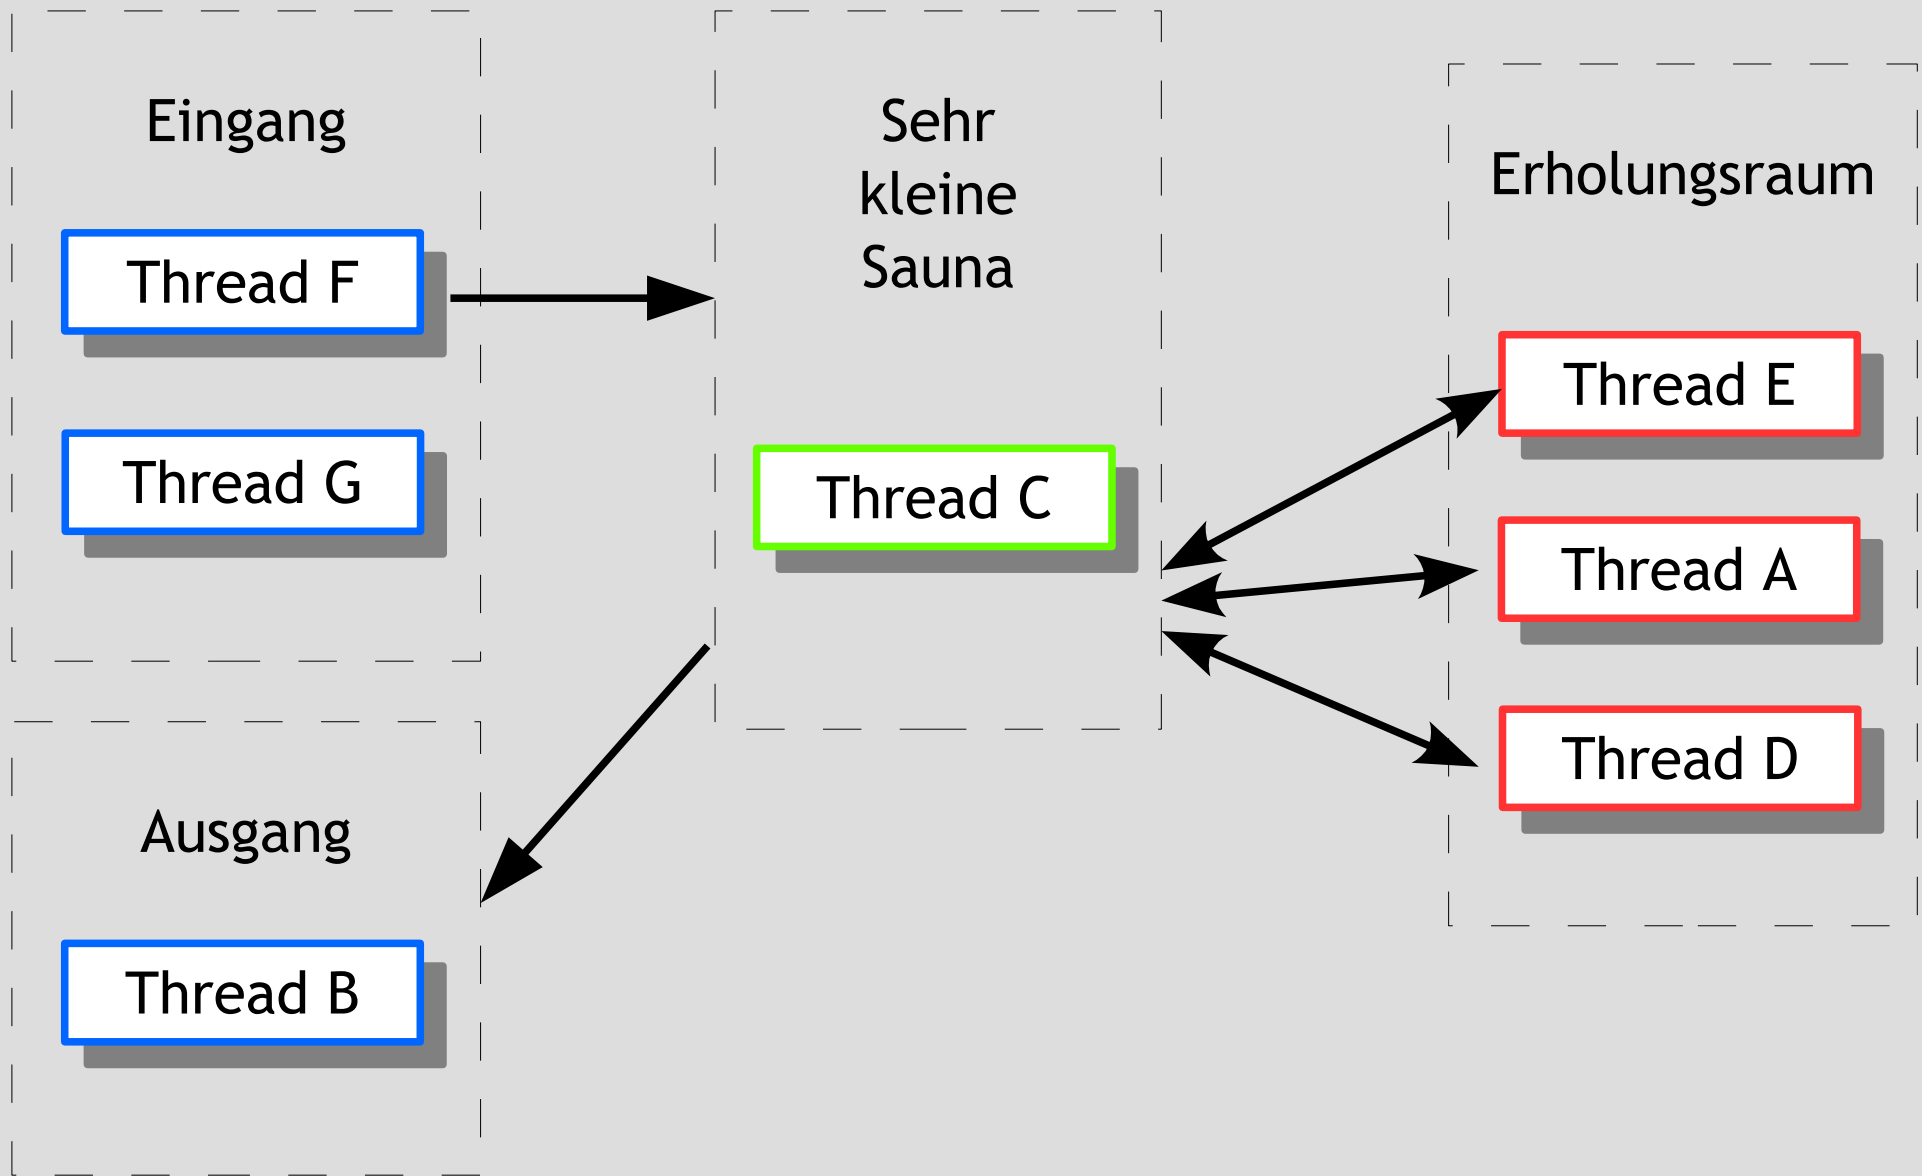 Eingang
Thread F
Thread G
Ausgang
Thread B
Sehr
kleine
Sauna
Thread C
Erholungsraum
Thread E
Thread A
Thread D